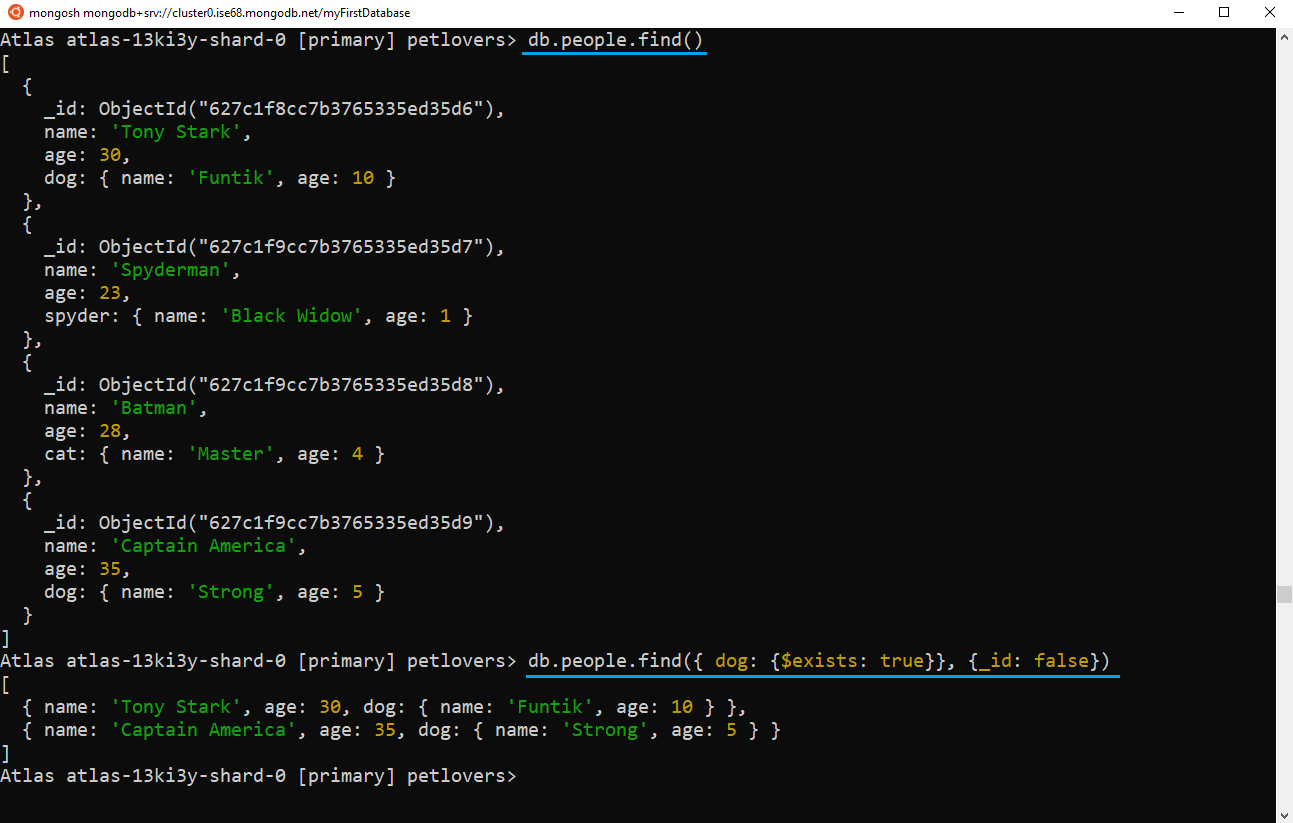 mongosh mongodb+srv://cluster0.ise68.mongodb.net/myFirstDatabase
Atlas atlas-13ki3y-shard-0 [primary] petlovers> db.people.find()
[
  {
    _id: ObjectId("627c1f8cc7b3765335ed35d6"),
    name: 'Tony Stark',
    age: 30,
    dog: { name: 'Funtik', age: 10 }
  },
  {
    _id: ObjectId("627c1f9cc7b3765335ed35d7"),
    name: 'Spyderman',
    age: 23,
    spyder: { name: 'Black Widow', age: 1 }
  },
  {
    _id: ObjectId("627c1f9cc7b3765335ed35d8"),
    name: 'Batman',
    age: 28,
    cat: { name: 'Master', age: 4 }
  },
  {
    _id: ObjectId("627c1f9cc7b3765335ed35d9"),
    name: 'Captain America',
    age: 35,
    dog: { name: 'Strong', age: 5 }
  }
]
Atlas atlas-13ki3y-shard-0 [primary] petlovers> db.people.find({ dog: {$exists: true}}, {_id: false})
[
  { name: 'Tony Stark', age: 30, dog: { name: 'Funtik', age: 10 } },
  { name: 'Captain America', age: 35, dog: { name: 'Strong', age: 5 } }
]
Atlas atlas-13ki3y-shard-0 [primary] petlovers>